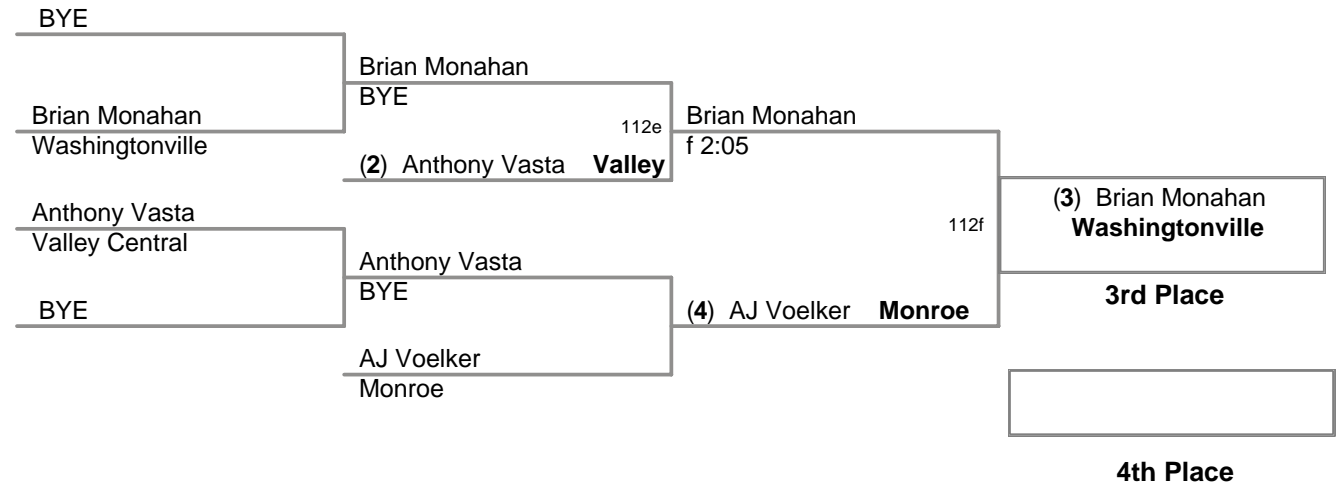 BYE
Brian Monahan
BYE
Brian Monahan
Washingtonville
112e
Brian Monahan
f 2:05
(2) Anthony Vasta Valley
Anthony Vasta
Valley Central
112f
(3) Brian Monahan
Washingtonville
Anthony Vasta
BYE
BYE
(4) AJ Voelker Monroe
3rd Place
AJ Voelker
Monroe
4th Place